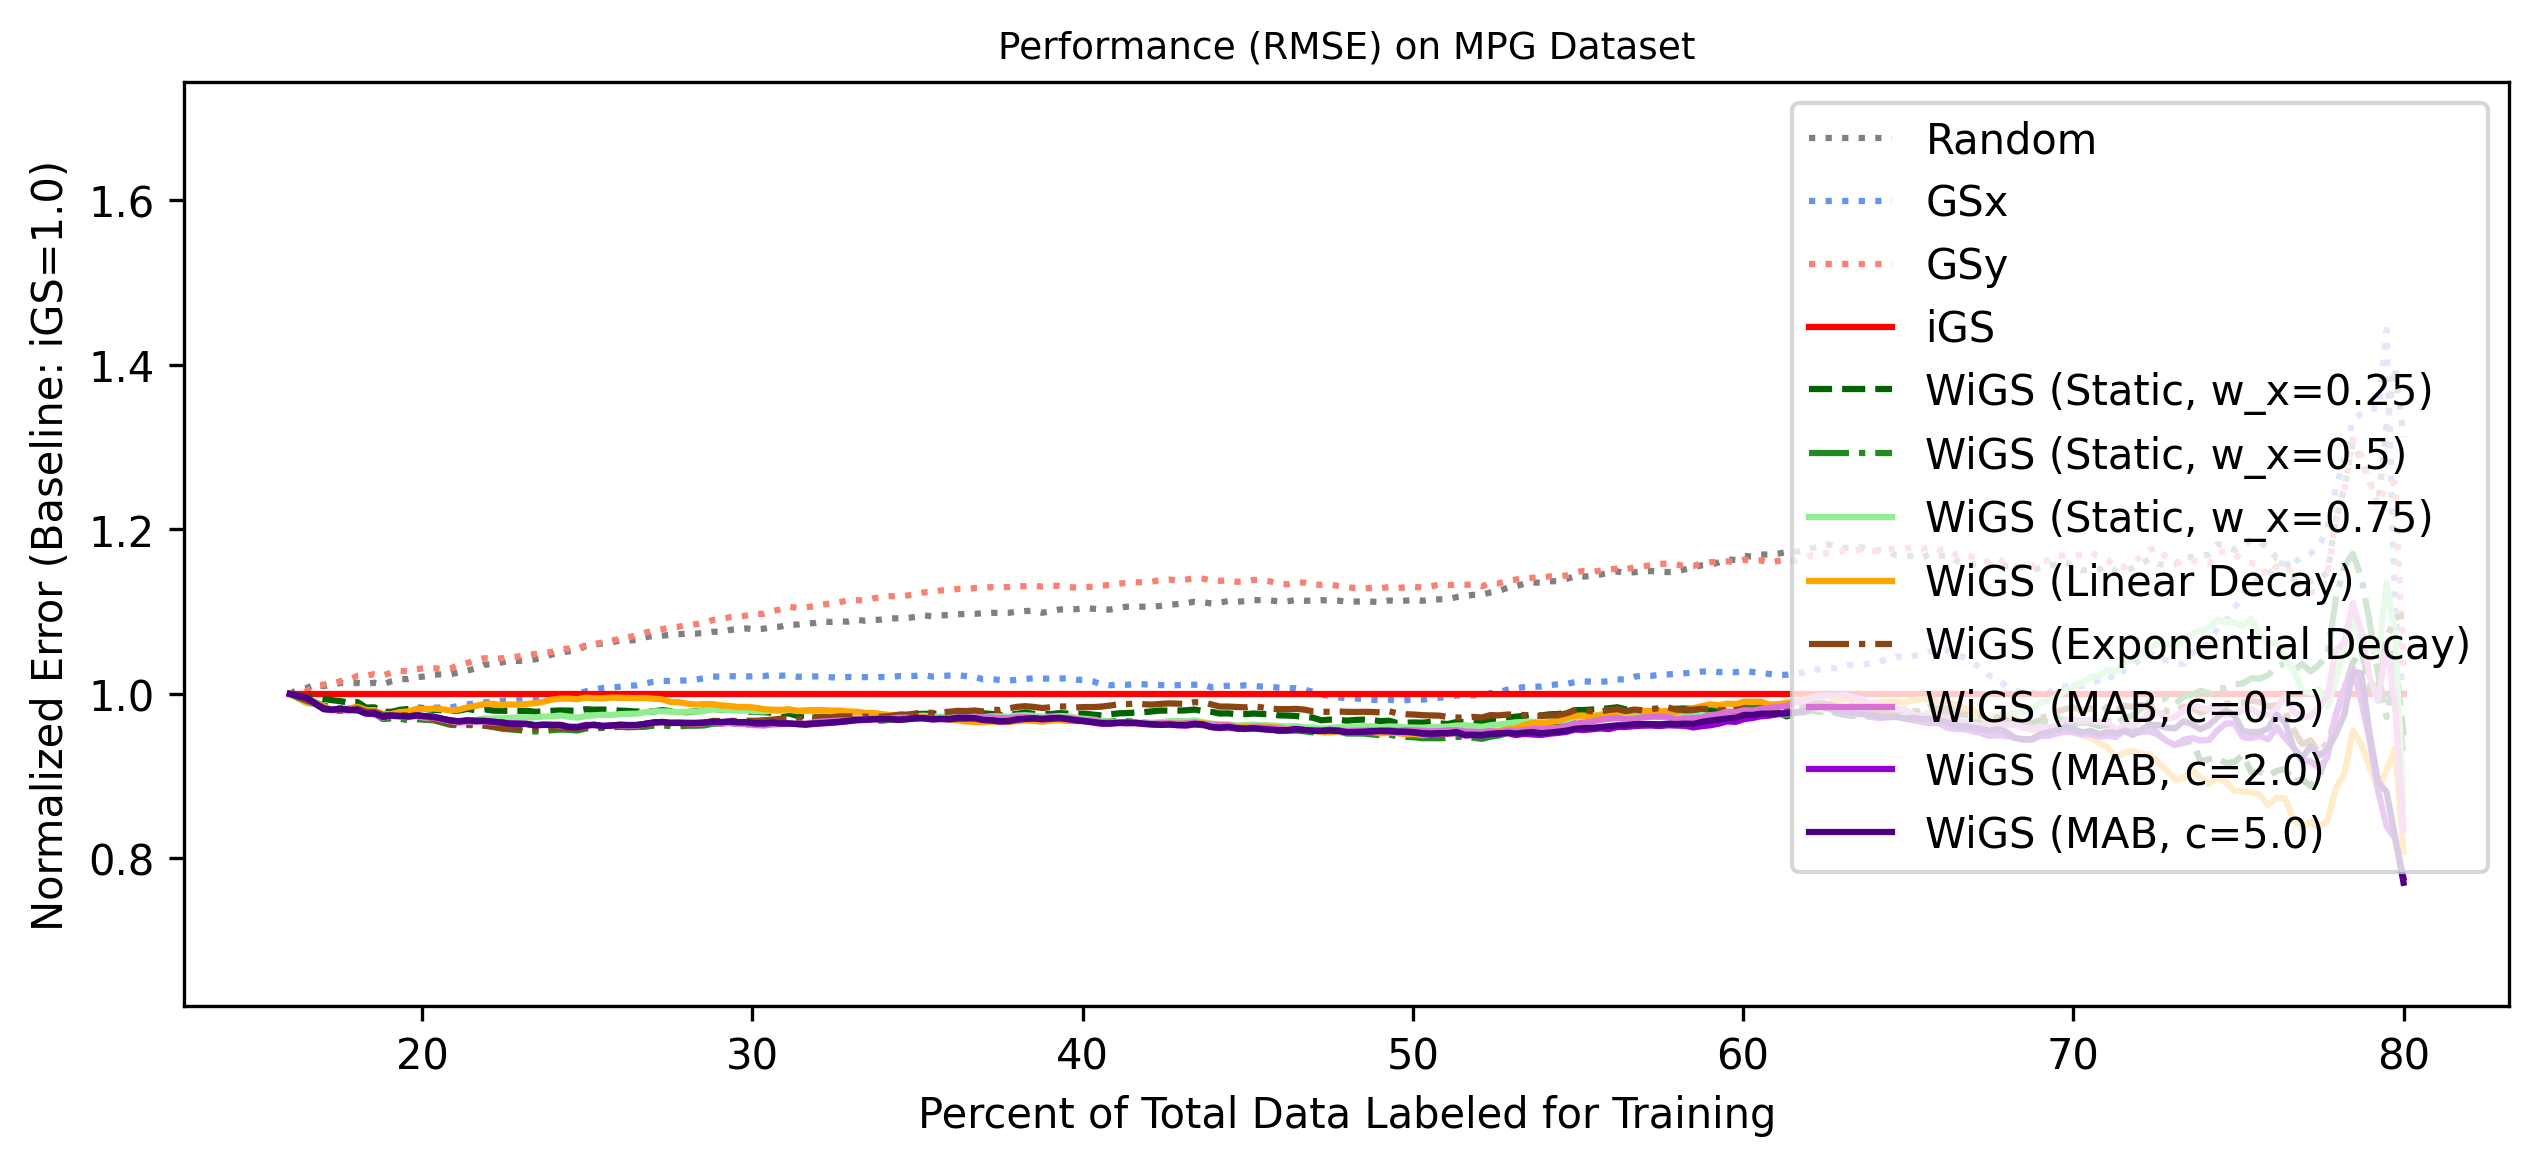 Performance (RMSE) on MPG Dataset
Normalized Error (Baseline: iGS=1.0)
1.6
1.4
1.2
1.0
0.8
Random
GSx
GSy
iGS
WiGS (Static, w_x=0.25)
WiGS (Static, w_x=0.5)
WiGS (Static, w_x=0.75)
WiGS (Linear Decay)
WiGS (Exponential Decay)
WiGS (MAB, c=0.5)
WiGS (MAB, c=2.0)
WiGS (MAB, c=5.0)
20 30 40 50 60 70 80
Percent of Total Data Labeled for Training